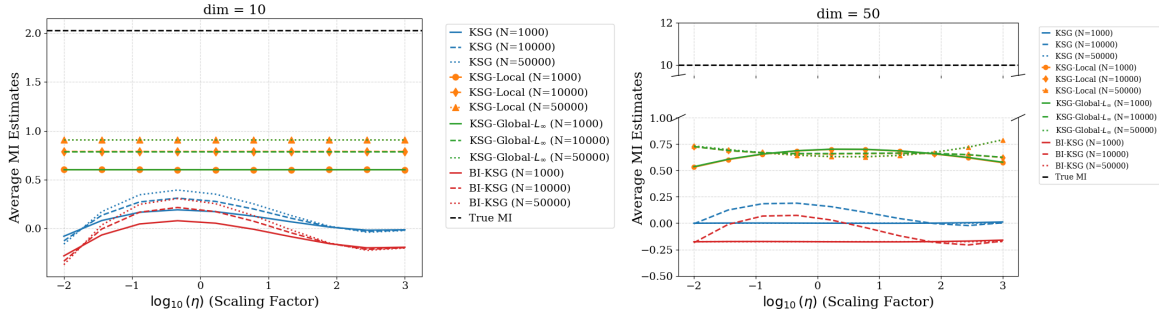 dim = 10
2.0
1.5
1.0
0.5
0.0
−2
−1
0
1
2
3
Average MI Estimates
log10 (η) (Scaling Factor)
KSG (N=1000)
KSG (N=10000)
KSG (N=50000)
KSG-Local (N=1000)
KSG-Local (N=10000)
KSG-Local (N=50000)
KSG-Global-L∞ (N=1000)
KSG-Global-L∞ (N=10000)
KSG-Global-L∞ (N=50000)
BI-KSG (N=1000)
BI-KSG (N=10000)
BI-KSG (N=50000)
True MI
dim = 50
12
10
1.00
0.75
0.50
0.25
0.00
−0.25
−0.50
−2
−1
0
1
2
3
Average MI Estimates
log10 (η) (Scaling Factor)
KSG (N=1000)
KSG (N=10000)
KSG (N=50000)
KSG-Local (N=1000)
KSG-Local (N=10000)
KSG-Local (N=50000)
KSG-Global-L∞ (N=1000)
KSG-Global-L∞ (N=10000)
KSG-Global-L∞ (N=50000)
BI-KSG (N=1000)
BI-KSG (N=10000)
BI-KSG (N=50000)
True MI